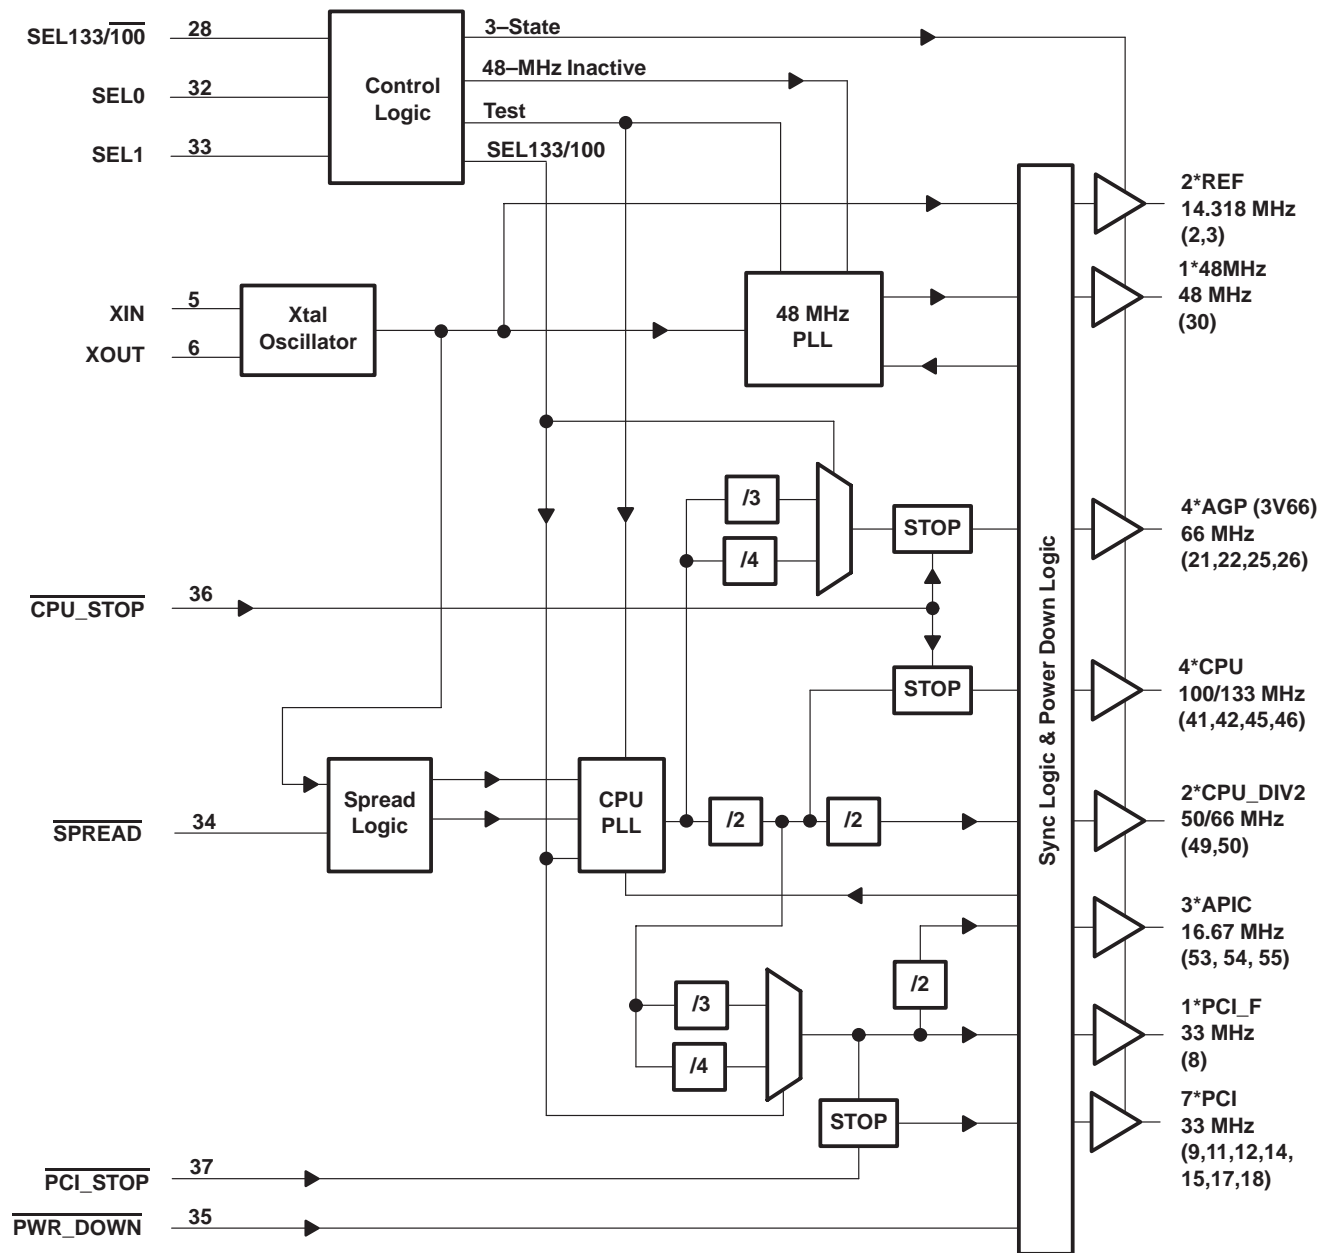 SEL133/100
28
SEL0
32
SEL1
33
Control
Logic
3–State
48–MHz Inactive
Test
SEL133/100
XIN
5
XOUT
6
Xtal
Oscillator
48 MHz
PLL
/3
/4
STOP
CPU_STOP
36
STOP
SPREAD
34
Spread
Logic
CPU
PLL
/2
/2
/2
/3
/4
STOP
PCI_STOP
37
PWR_DOWN
35
Sync Logic & Power Down Logic
2*REF
14.318 MHz
(2,3)
1*48MHz
48 MHz
(30)
4*AGP (3V66)
66 MHz
(21,22,25,26)
4*CPU
100/133 MHz
(41,42,45,46)
2*CPU_DIV2
50/66 MHz
(49,50)
3*APIC
16.67 MHz
(53, 54, 55)
1*PCI_F
33 MHz
(8)
7*PCI
33 MHz
(9,11,12,14,
15,17,18)